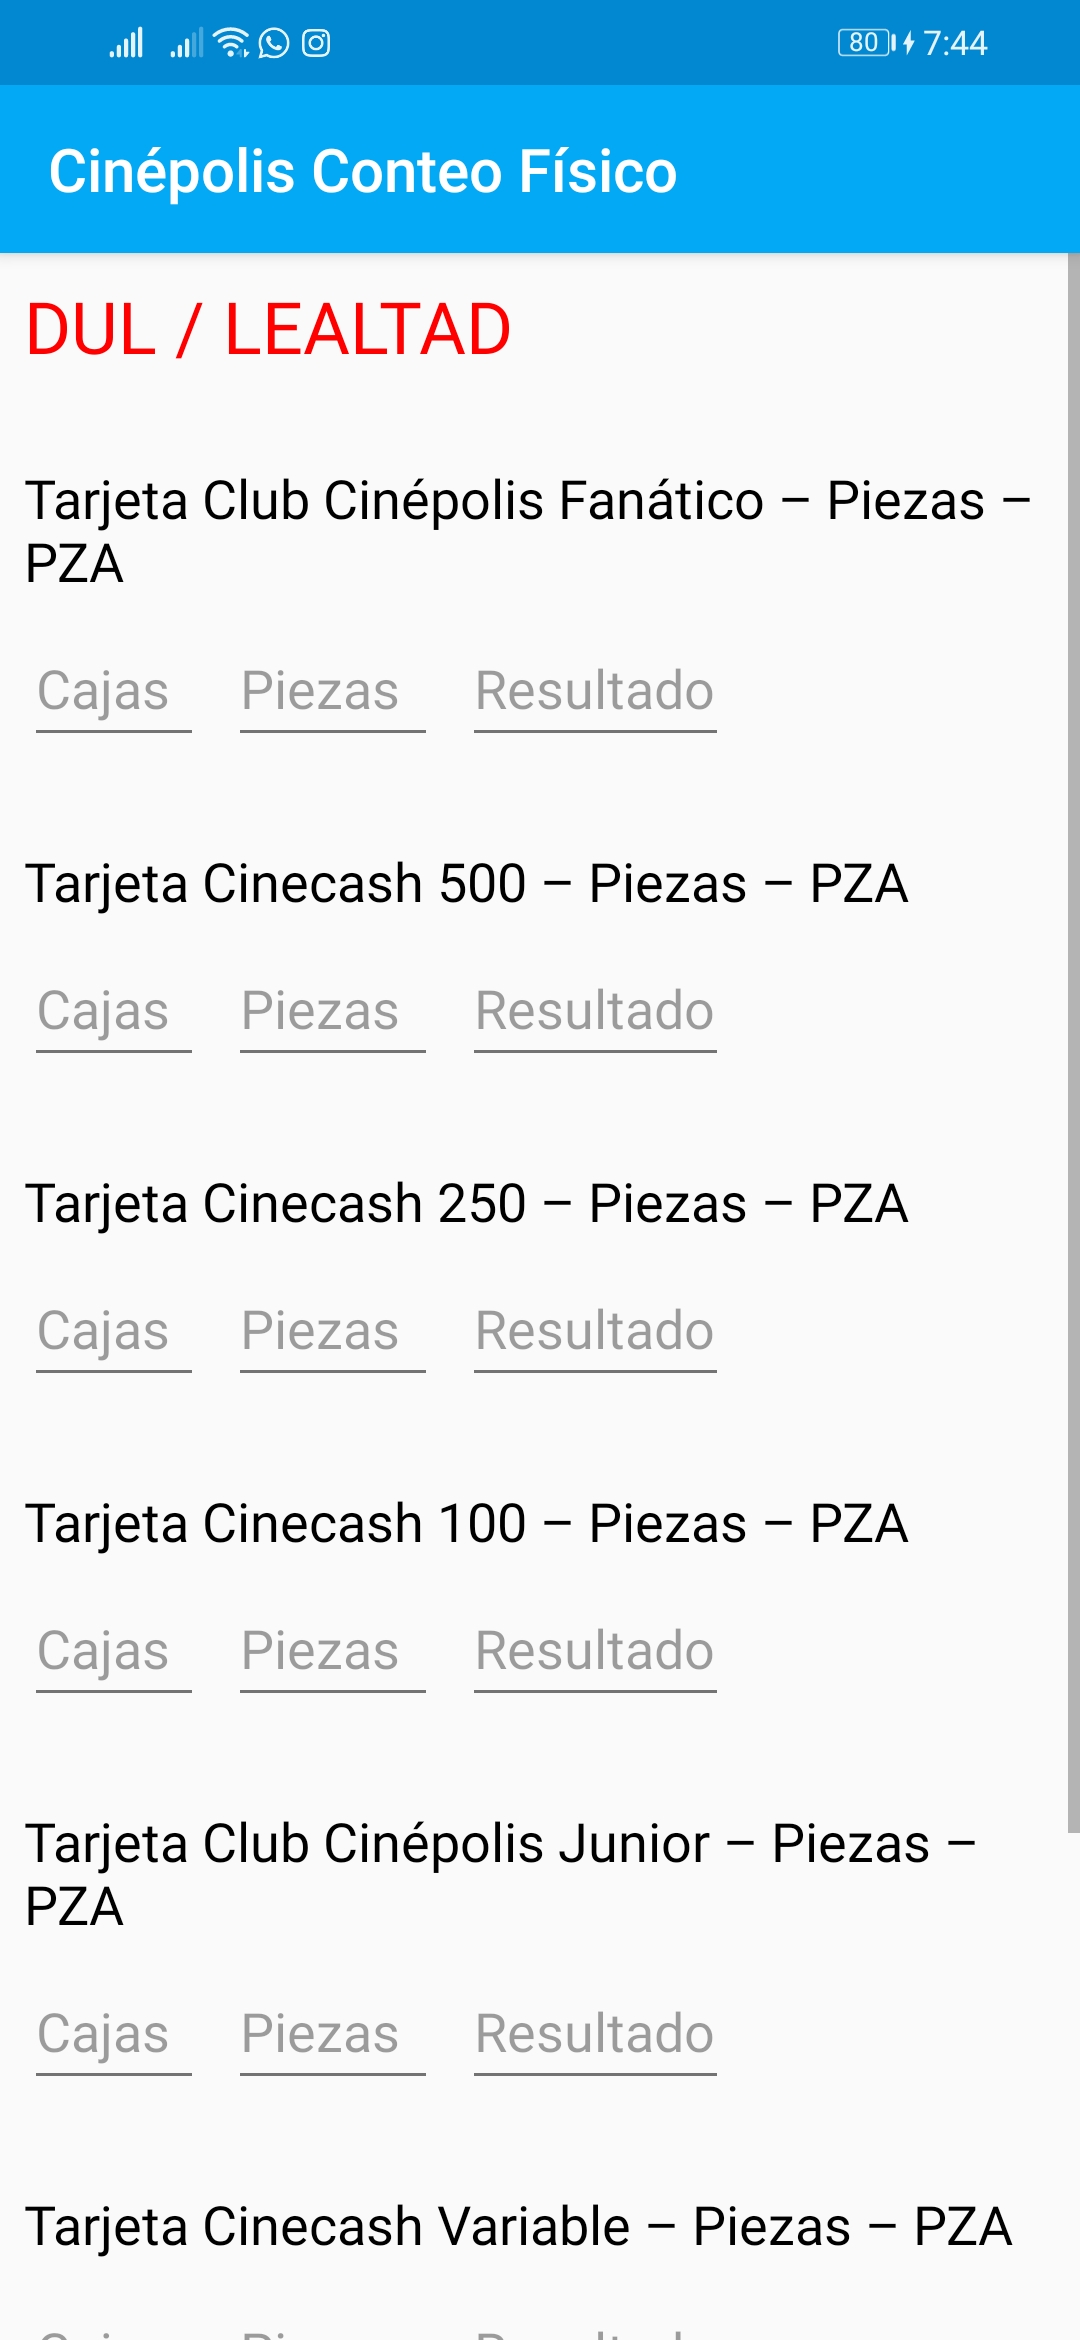 80 7:44
Cinépolis Conteo Físico
DUL / LEALTAD
Tarjeta Club Cinépolis Fanático – Piezas –
PZA
Cajas Piezas Resultado
Tarjeta Cinecash 500 – Piezas – PZA
Cajas Piezas Resultado
Tarjeta Cinecash 250 – Piezas – PZA
Cajas Piezas Resultado
Tarjeta Cinecash 100 – Piezas – PZA
Cajas Piezas Resultado
Tarjeta Club Cinépolis Junior – Piezas –
PZA
Cajas Piezas Resultado
Tarjeta Cinecash Variable – Piezas – PZA